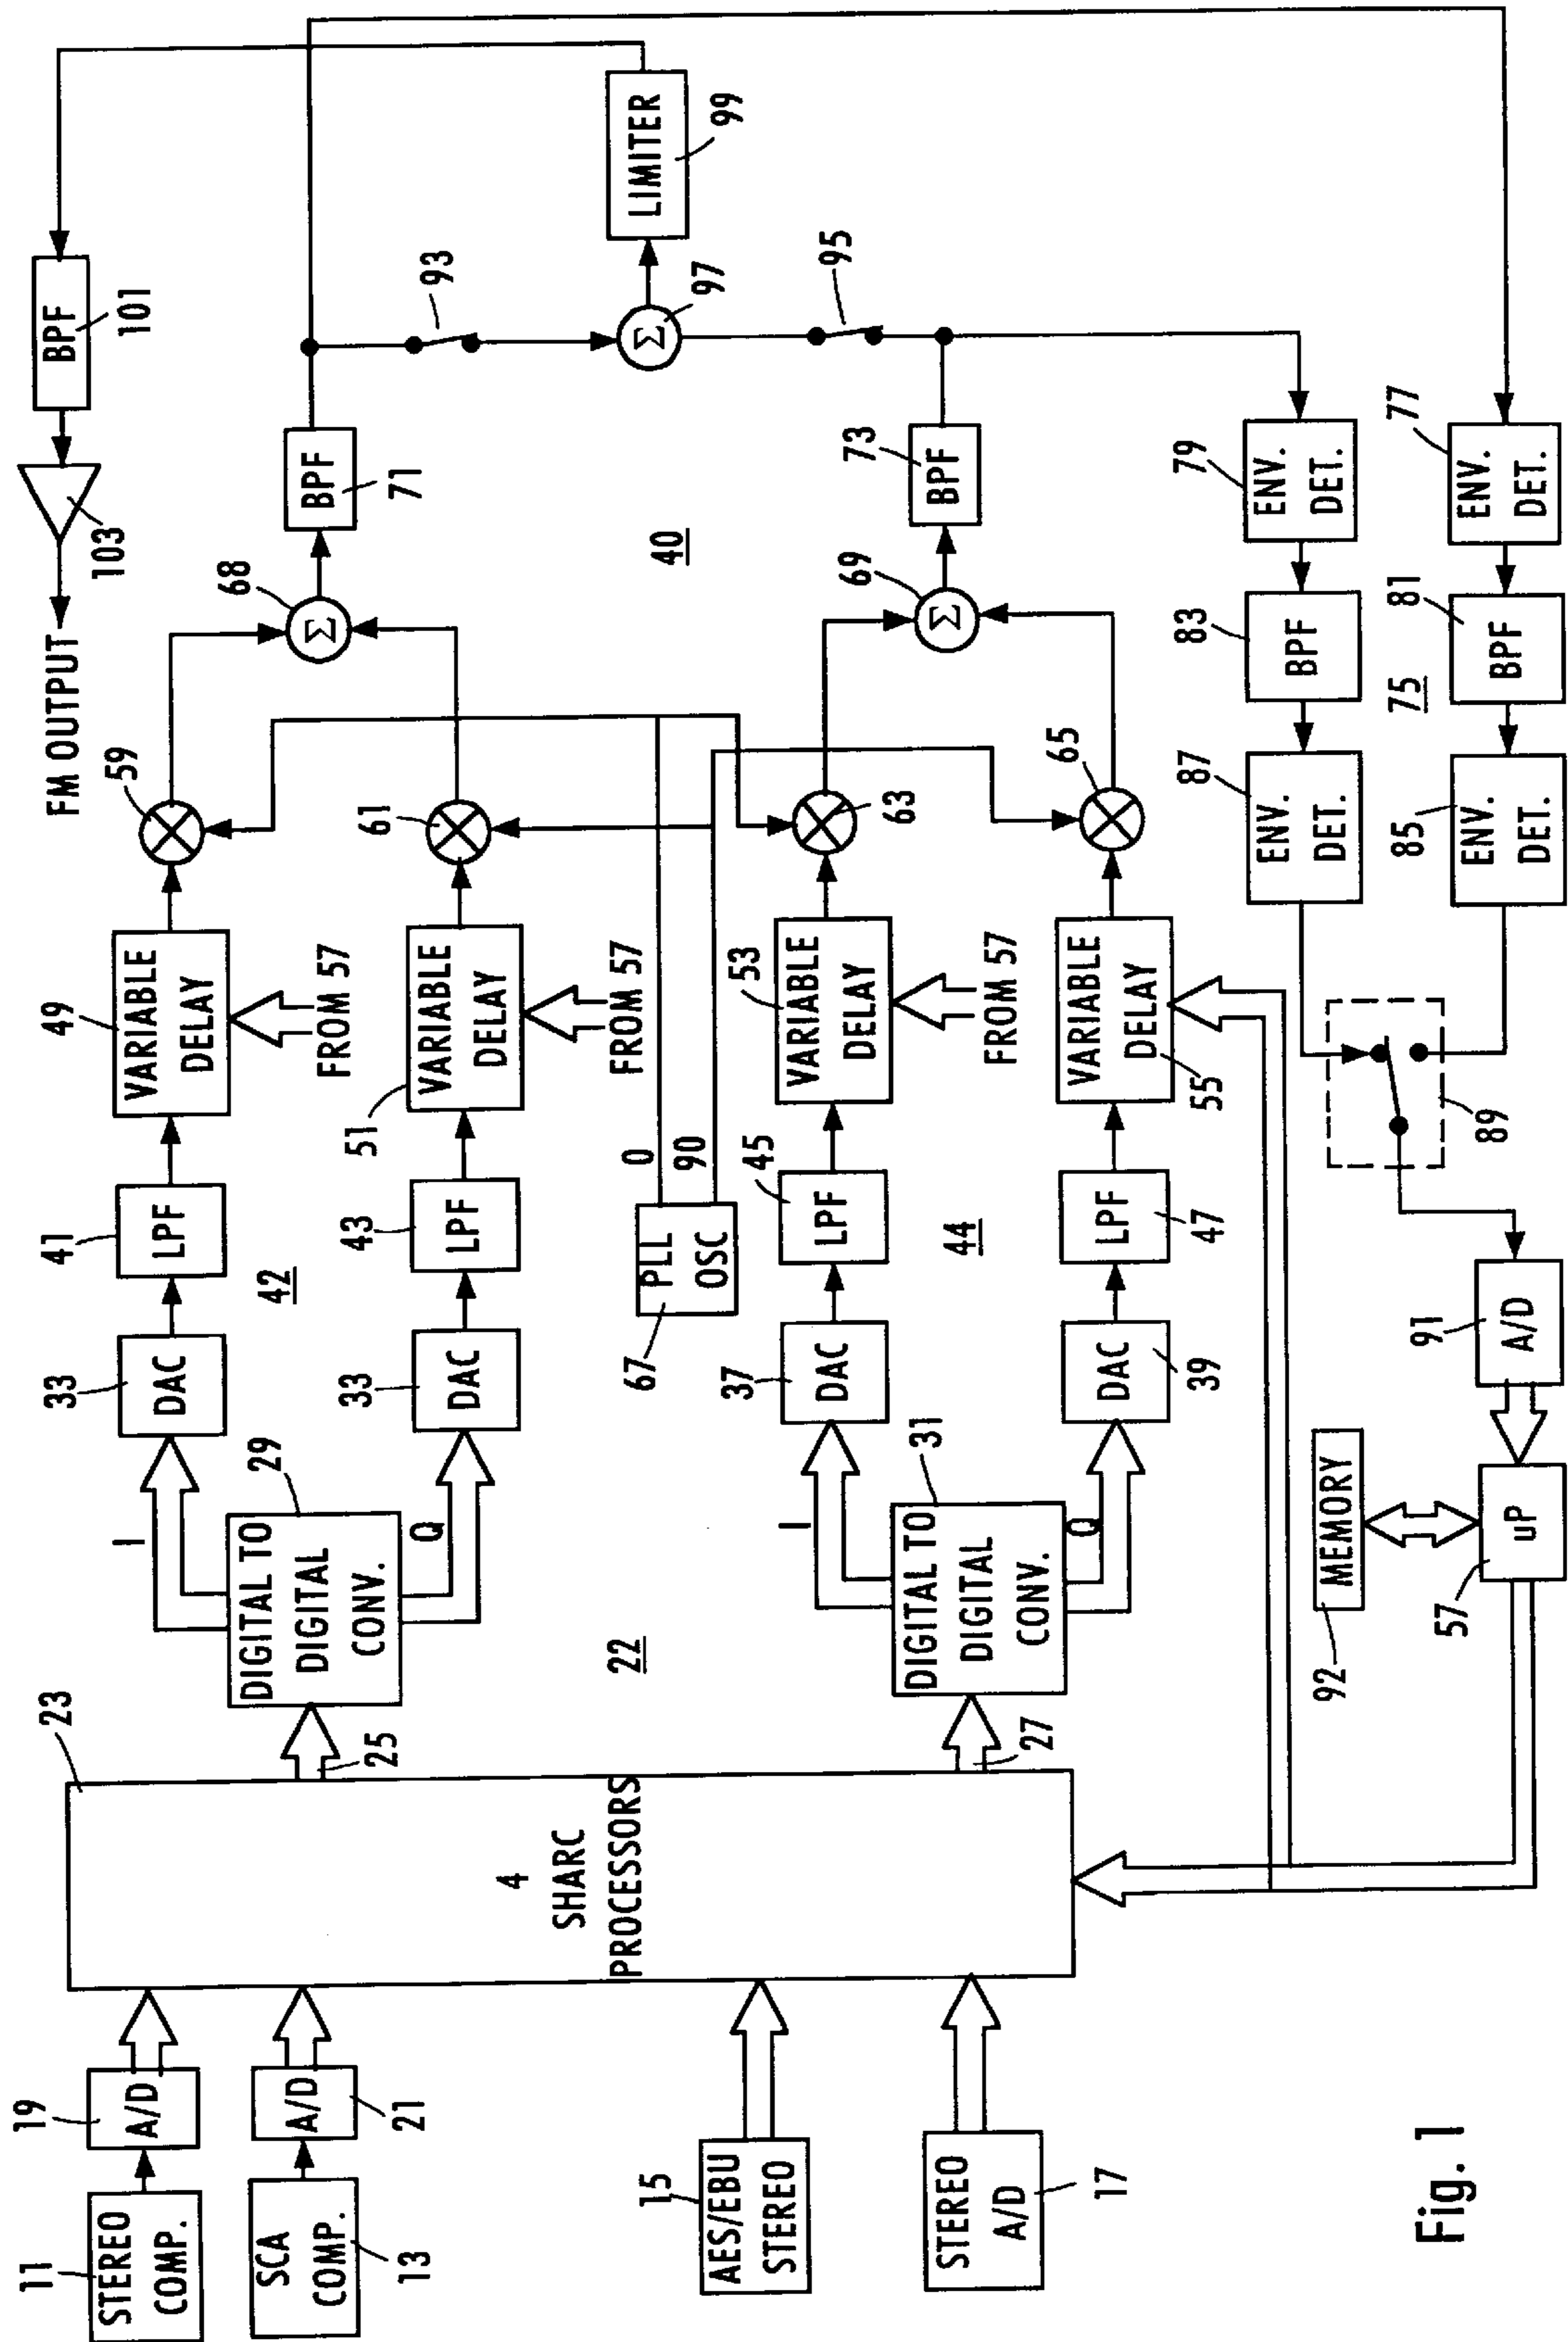 11
STEREO
COMP.
19
A/D
SCA
COMP.
13
A/D
21
15
AES/EBU
STEREO
STEREO
A/D
17
23
4
SHARC
PROCESSORS
25
27
22
29
DIGITAL TO
DIGITAL
CONV.
I
Q
31
DIGITAL TO
DIGITAL
CONV.
I
Q
33
DAC
41
LPF
49
VARIABLE
DELAY
FROM 57
42
33
DAC
43
LPF
51
VARIABLE
DELAY
FROM 57
67
PLL
OSC
0
90
37
DAC
45
LPF
53
VARIABLE
DELAY
FROM 57
44
DAC
39
LPF
47
VARIABLE
DELAY
55
59
61
63
65
68
69
40
BPF
71
73
BPF
93
97
95
LIMITER
99
BPF
101
103
FM OUTPUT
Σ
Σ
Σ
79
ENV.
DET.
77
ENV.
DET.
83
BPF
81
BPF
75
87
ENV.
DET.
85
ENV.
DET.
89
91
A/D
MEMORY
92
uP
57
Fig. 1